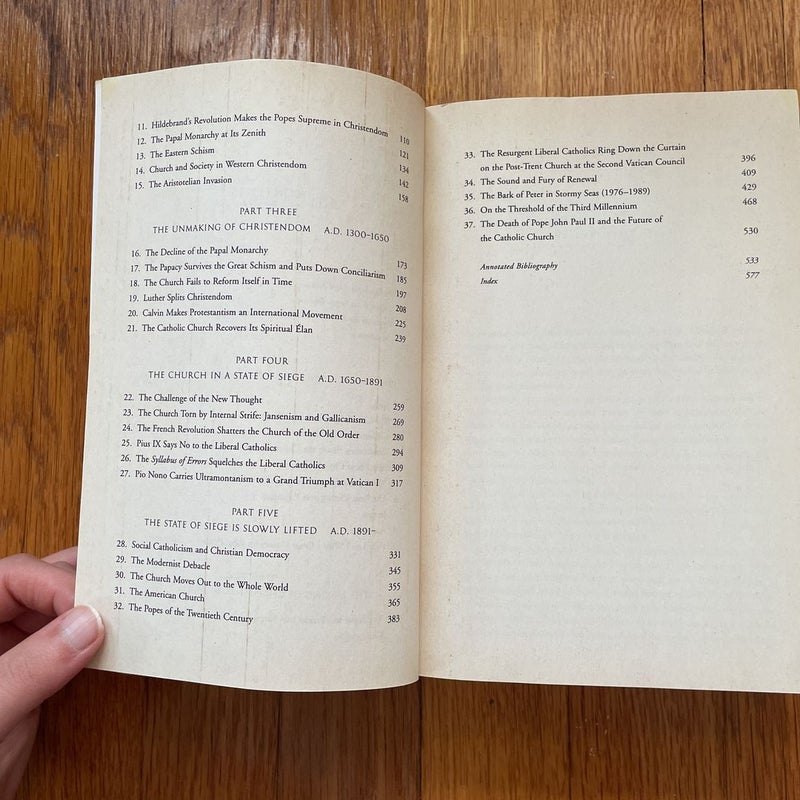 11. Hildebrand's Revolution Makes the Popes Supreme in Christendom 110
12. The Papal Monarchy at Its Zenith 121
13. The Eastern Schism 134
14. Church and Society in Western Christendom 142
15. The Aristotelian Invasion 158
PART THREE
THE UNMAKING OF CHRISTENDOM A.D. 1300–1650
16. The Decline of the Papal Monarchy 173
17. The Papacy Survives the Great Schism and Puts Down Conciliarism 185
18. The Church Fails to Reform Itself in Time 197
19. Luther Splits Christendom 208
20. Calvin Makes Protestantism an International Movement 225
21. The Catholic Church Recovers Its Spiritual Élan 239
PART FOUR
THE CHURCH IN A STATE OF SIEGE A.D. 1650–1891
22. The Challenge of the New Thought 259
23. The Church Torn by Internal Strife: Jansenism and Gallicanism 269
24. The French Revolution Shatters the Church of the Old Order 280
25. Pius IX Says No to the Liberal Catholics 294
26. The Syllabus of Errors Squelches the Liberal Catholics 309
27. Pio Nono Carries Ultramontanism to a Grand Triumph at Vatican I 317
PART FIVE
THE STATE OF SIEGE IS SLOWLY LIFTED A.D. 1891–
28. Social Catholicism and Christian Democracy 331
29. The Modernist Debacle 345
30. The Church Moves Out to the Whole World 355
31. The American Church 365
32. The Popes of the Twentieth Century 383
33. The Resurgent Liberal Catholics Ring Down the Curtain
on the Post-Trent Church at the Second Vatican Council 396
34. The Sound and Fury of Renewal 409
35. The Bark of Peter in Stormy Seas (1976–1989) 429
36. On the Threshold of the Third Millennium 468
37. The Death of Pope John Paul II and the Future of
the Catholic Church 530
Annotated Bibliography 533
Index 577